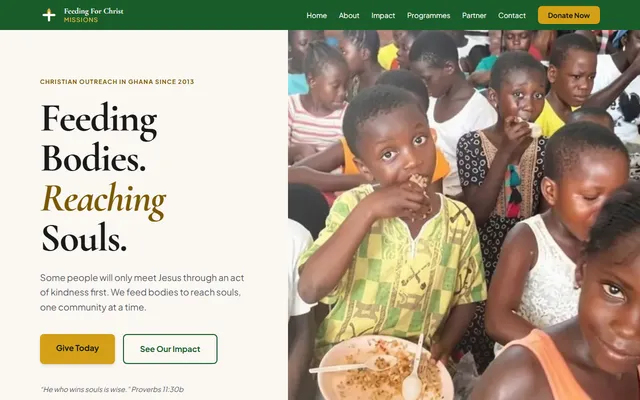 Feeding For Christ
MISSIONS
Home About Impact Programmes Partner Contact Donate Now
CHRISTIAN OUTREACH IN GHANA SINCE 2013
Feeding
Bodies.
Reaching
Souls.
Some people will only meet Jesus through an act
of kindness first. We feed bodies to reach souls,
one community at a time.
Give Today See Our Impact
"He who wins souls is wise." Proverbs 11:30b